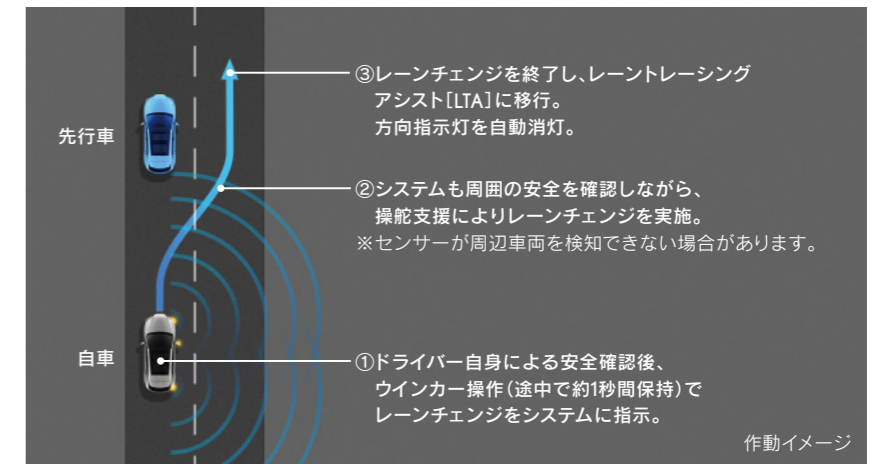 ③レーンチェンジを終了し、レーントレーシング
アシスト[LTA]に移行。
方向指示灯を自動消灯。
先行車
②システムも周囲の安全を確認しながら、
操舵支援によりレーンチェンジを実施。
※センサーが周辺車両を検知できない場合があります。
自車
①ドライバー自身による安全確認後、
ウインカー操作(途中で約1秒間保持)で
レーンチェンジをシステムに指示。
作動イメージ